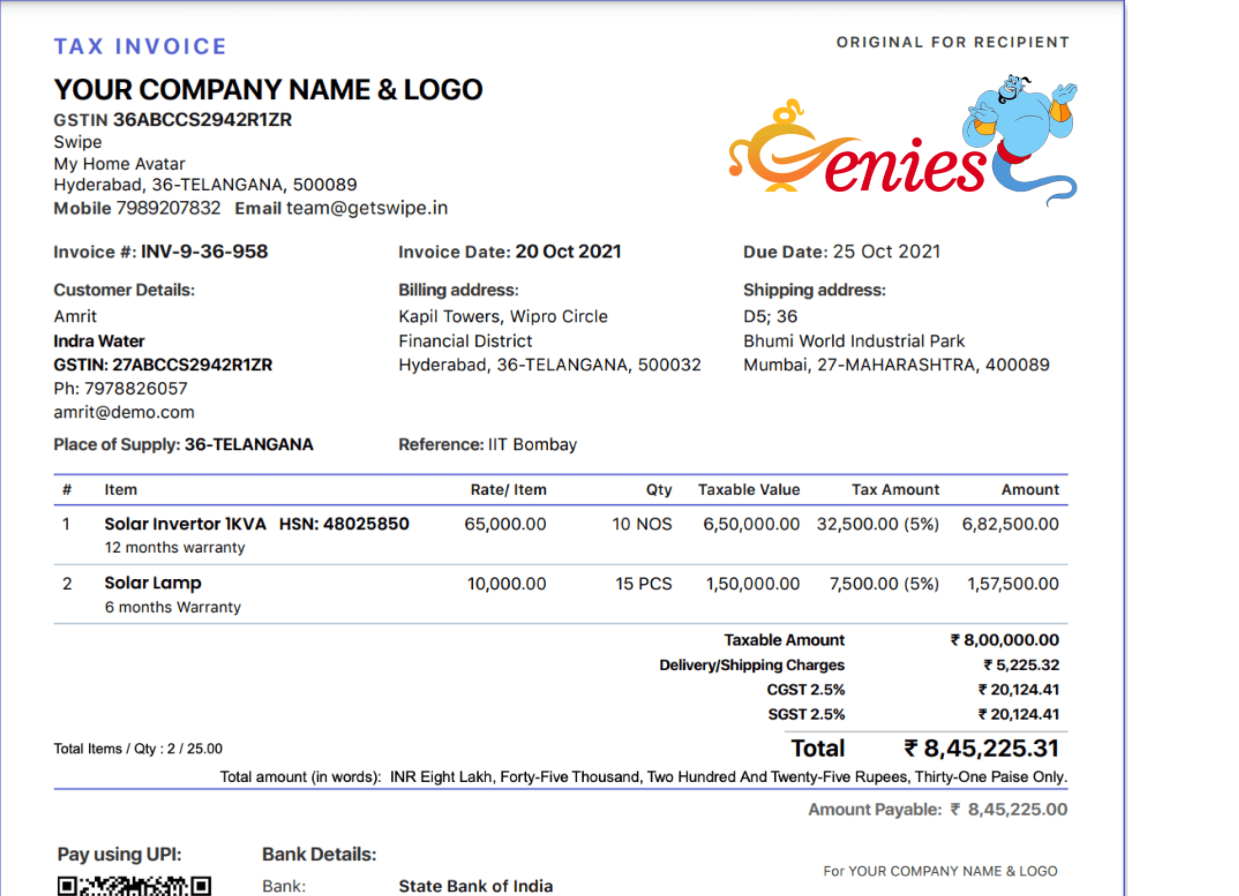 TAX INVOICE
ORIGINAL FOR RECIPIENT
YOUR COMPANY NAME & LOGO
GSTIN 36ABCCS2942R1ZR
Swipe
My Home Avatar
Hyderabad, 36-TELANGANA, 500089
Mobile 7989207832 Email team@getswipe.in
Genies
Invoice #: INV-9-36-958 Invoice Date: 20 Oct 2021 Due Date: 25 Oct 2021
Customer Details:
Amrit
Indra Water
GSTIN: 27ABCCS2942R1ZR
Ph: 7978826057
amrit@demo.com
Billing address:
Kapil Towers, Wipro Circle
Financial District
Hyderabad, 36-TELANGANA, 500032
Shipping address:
D5; 36
Bhumi World Industrial Park
Mumbai, 27-MAHARASHTRA, 400089
Place of Supply: 36-TELANGANA Reference: IIT Bombay
# Item Rate/ Item Qty Taxable Value Tax Amount Amount
1 Solar Invertor 1KVA HSN: 48025850 65,000.00 10 NOS 6,50,000.00 32,500.00 (5%) 6,82,500.00
12 months warranty
2 Solar Lamp 10,000.00 15 PCS 1,50,000.00 7,500.00 (5%) 1,57,500.00
6 months Warranty
Taxable Amount ₹ 8,00,000.00
Delivery/Shipping Charges ₹ 5,225.32
CGST 2.5% ₹ 20,124.41
SGST 2.5% ₹ 20,124.41
Total Items / Qty : 2 / 25.00 Total ₹ 8,45,225.31
Total amount (in words): INR Eight Lakh, Forty-Five Thousand, Two Hundred And Twenty-Five Rupees, Thirty-One Paise Only.
Amount Payable: ₹ 8,45,225.00
Pay using UPI:
Bank Details:
Bank: State Bank of India
For YOUR COMPANY NAME & LOGO